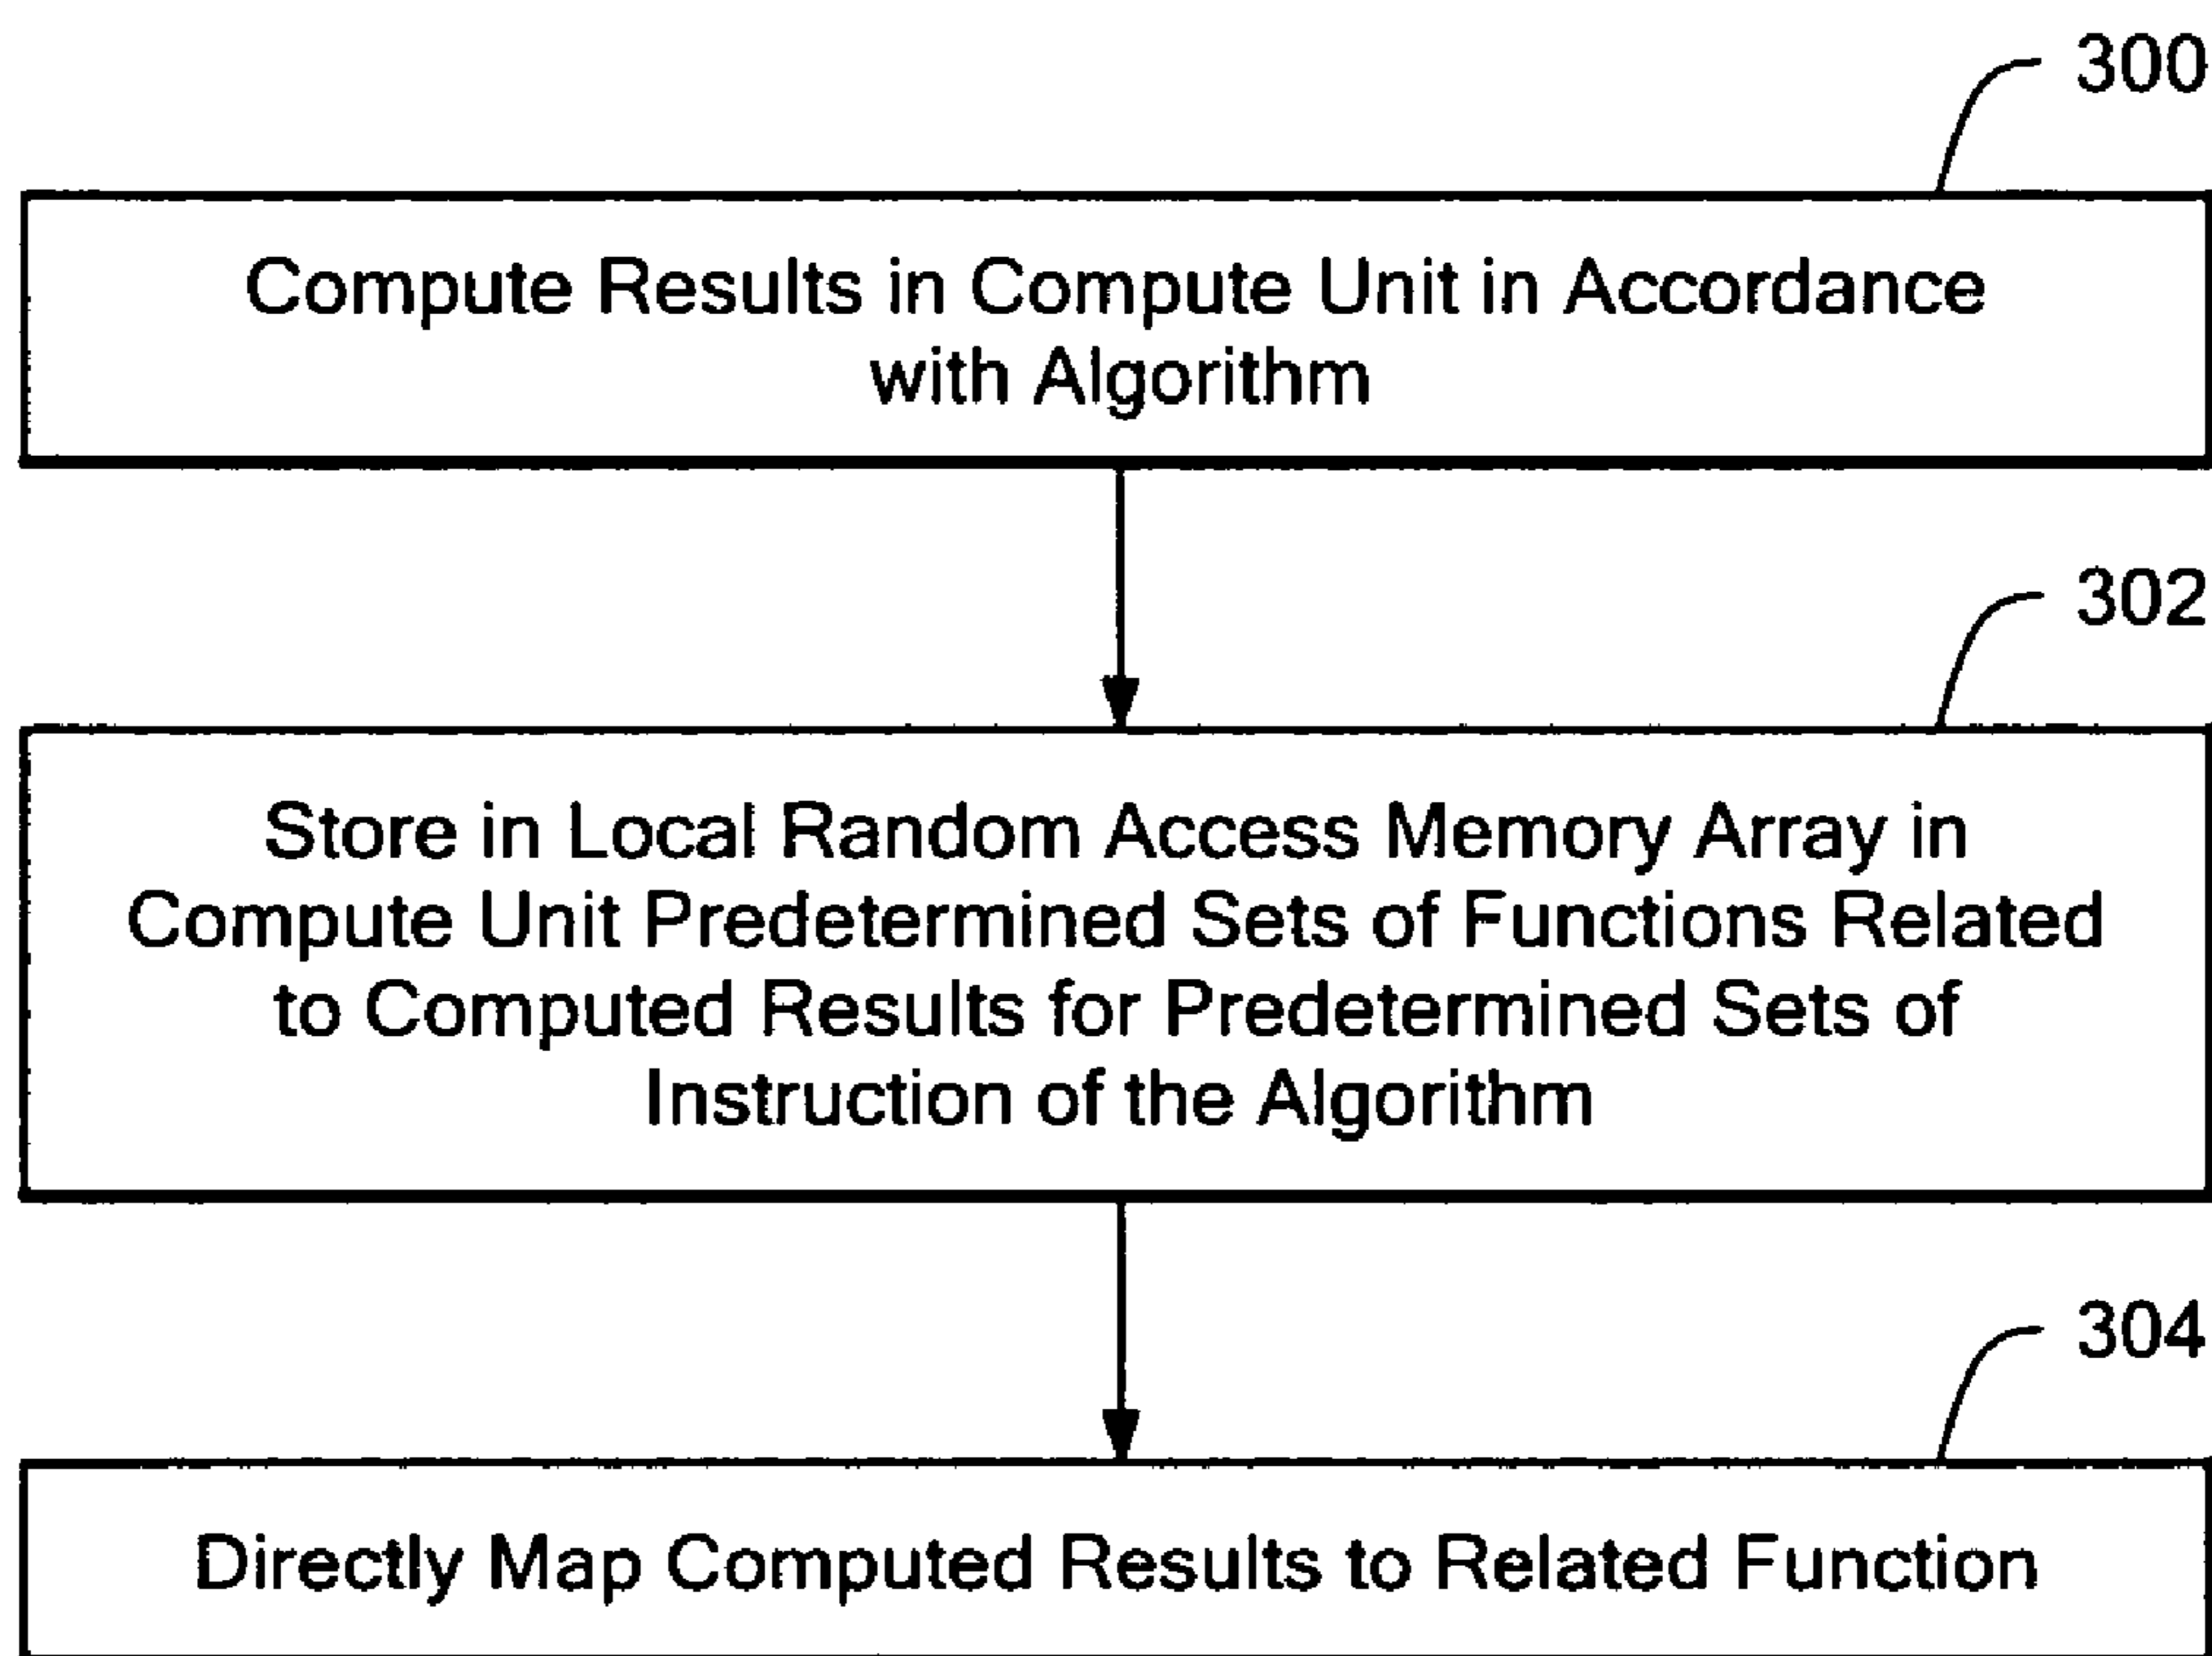 300
Compute Results in Compute Unit in Accordance
with Algorithm
302
Store in Local Random Access Memory Array in
Compute Unit Predetermined Sets of Functions Related
to Computed Results for Predetermined Sets of
Instruction of the Algorithm
304
Directly Map Computed Results to Related Function